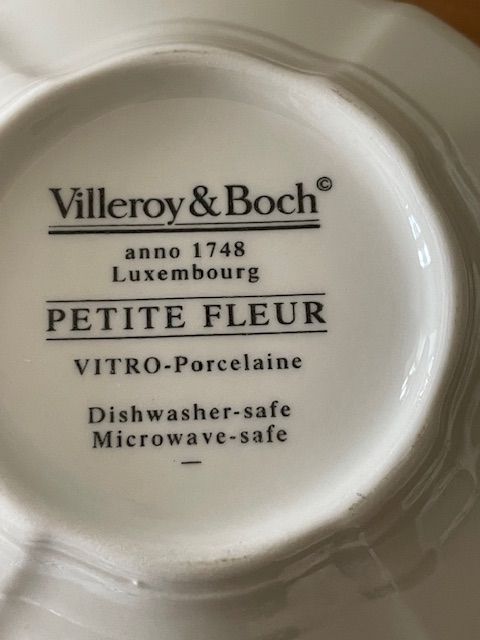 Villeroy & Boch©
anno 1748
Luxembourg
PETITE FLEUR
VITRO-Porcelaine
Dishwasher-safe
Microwave-safe
—